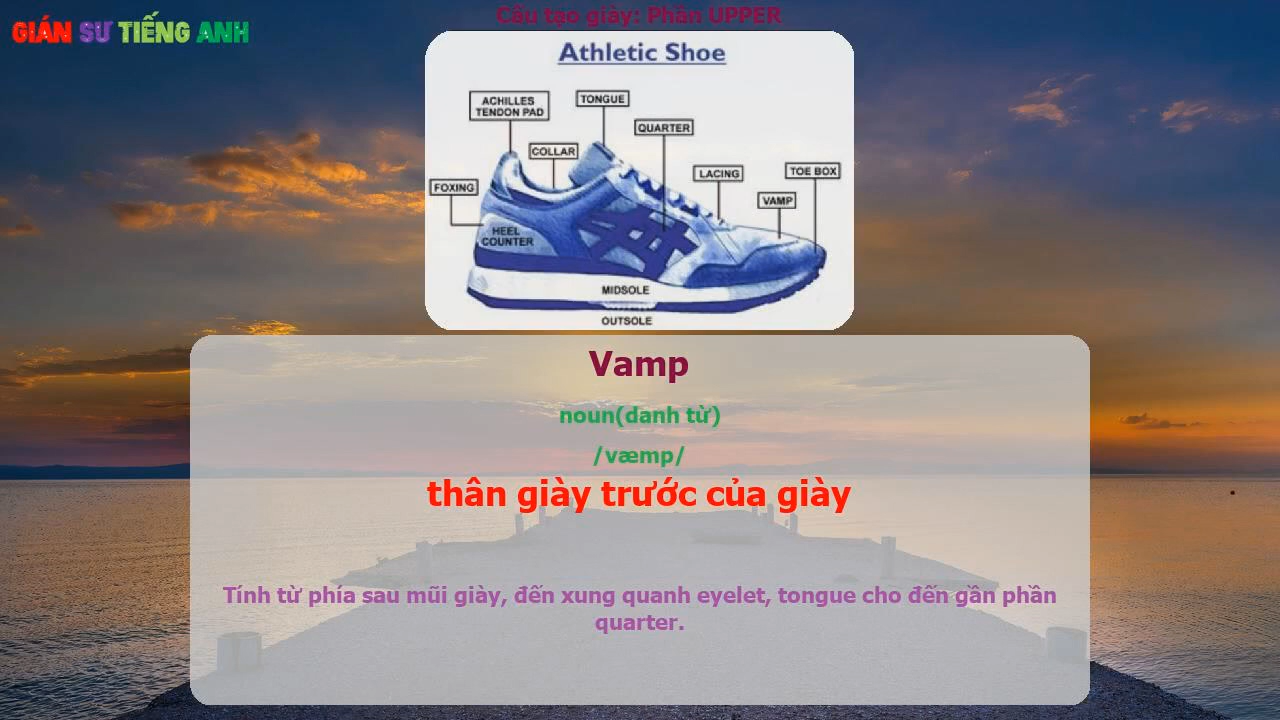 GIÁN SƯ TIẾNG ANH
Cấu tạo giày: Phần UPPER
Athletic Shoe
ACHILLES
TENDON PAD
TONGUE
QUARTER
COLLAR
LACING
TOE BOX
FOXING
VAMP
HEEL
COUNTER
MIDSOLE
OUTSOLE
Vamp
noun(danh từ)
/væmp/
thân giày trước của giày
Tính từ phía sau mũi giày, đến xung quanh eyelet, tongue cho đến gần phần
quarter.